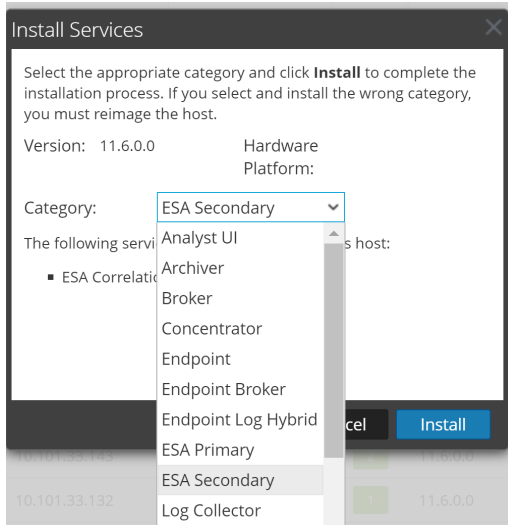 Install Services
Select the appropriate category and click Install to complete the
installation process. If you select and install the wrong category,
you must reimage the host.
Version: 11.6.0.0 Hardware
Platform:
Category: ESA Secondary
The following s host:
ESA
Analyst UI
Archiver
Broker
Concentrator
Endpoint
Endpoint Broker
Endpoint Log Hybrid
ESA Primary
ESA Secondary
Log Collector
cel Install
10.101.33.143 11.6.0.0
10.101.33.132 1 11.6.0.0